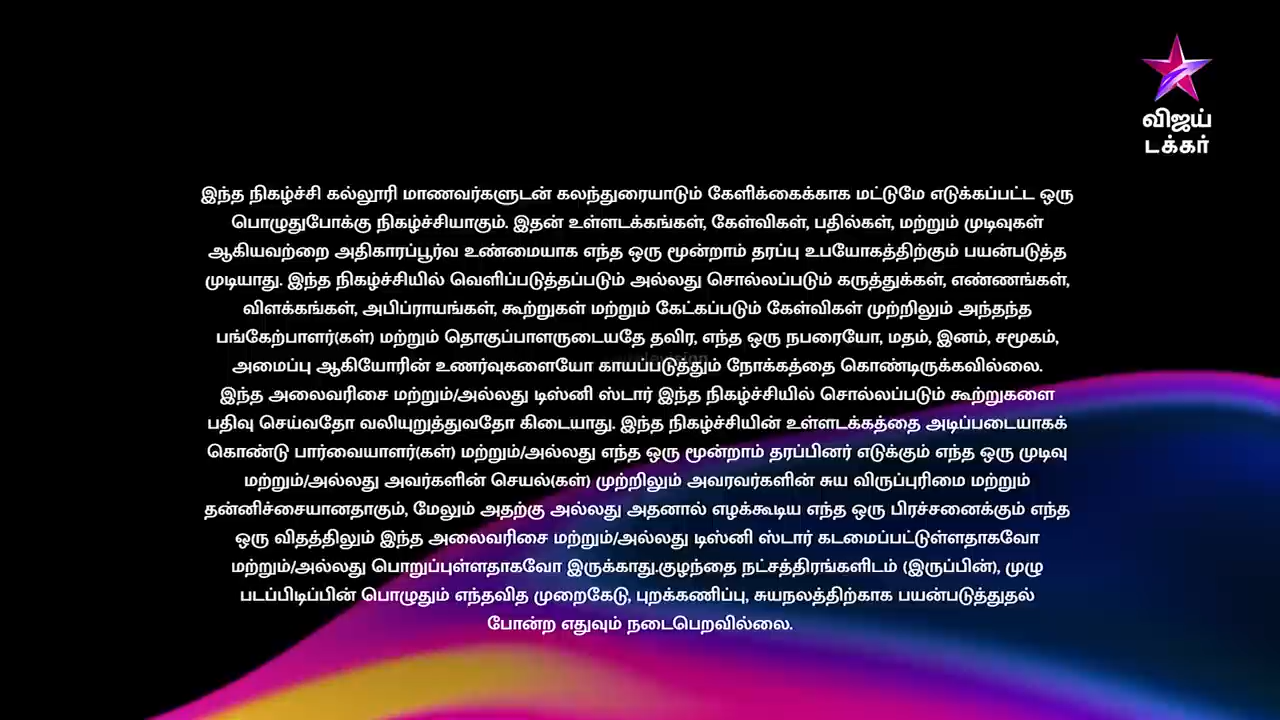 விஜய்
டக்கர்
இந்த நிகழ்ச்சி கல்லூரி மாணவர்களுடன் கலந்துரையாடும் கேளிக்கைக்காக மட்டுமே எடுக்கப்பட்ட ஒரு
பொழுதுபோக்கு நிகழ்ச்சியாகும். இதன் உள்ளடக்கங்கள், கேள்விகள், பதில்கள், மற்றும் முடிவுகள்
ஆகியவற்றை அதிகாரப்பூர்வ உண்மையாக எந்த ஒரு மூன்றாம் தரப்பு உபயோகத்திற்கும் பயன்படுத்த
முடியாது. இந்த நிகழ்ச்சியில் வெளிப்படுத்தப்படும் அல்லது சொல்லப்படும் கருத்துக்கள், எண்ணங்கள்,
விளக்கங்கள், அபிப்ராயங்கள், கூற்றுகள் மற்றும் கேட்கப்படும் கேள்விகள் முற்றிலும் அந்தந்த
பங்கேற்பாளர்(கள்) மற்றும் தொகுப்பாளருடையதே தவிர, எந்த ஒரு நபரையோ, மதம், இனம், சமூகம்,
அமைப்பு ஆகியோரின் உணர்வுகளையோ காயப்படுத்தும் நோக்கத்தை கொண்டிருக்கவில்லை.
இந்த அலைவரிசை மற்றும்/அல்லது டிஸ்னி ஸ்டார் இந்த நிகழ்ச்சியில் சொல்லப்படும் கூற்றுகளை
பதிவு செய்வதோ வலியுறுத்துவதோ கிடையாது. இந்த நிகழ்ச்சியின் உள்ளடக்கத்தை அடிப்படையாகக்
கொண்டு பார்வையாளர்(கள்) மற்றும்/அல்லது எந்த ஒரு மூன்றாம் தரப்பினர் எடுக்கும் எந்த ஒரு முடிவு
மற்றும்/அல்லது அவர்களின் செயல்(கள்) முற்றிலும் அவரவர்களின் சுய விருப்புரிமை மற்றும்
தன்னிச்சையானதாகும், மேலும் அதற்கு அல்லது அதனால் எழக்கூடிய எந்த ஒரு பிரச்சனைக்கும் எந்த
ஒரு விதத்திலும் இந்த அலைவரிசை மற்றும்/அல்லது டிஸ்னி ஸ்டார் கடமைப்பட்டுள்ளதாகவோ
மற்றும்/அல்லது பொறுப்புள்ளதாகவோ இருக்காது.குழந்தை நட்சத்திரங்களிடம் (இருப்பின்), முழு
படப்பிடிப்பின் பொழுதும் எந்தவித முறைகேடு, புறக்கணிப்பு, சுயநலத்திற்காக பயன்படுத்துதல்
போன்ற எதுவும் நடைபெறவில்லை.